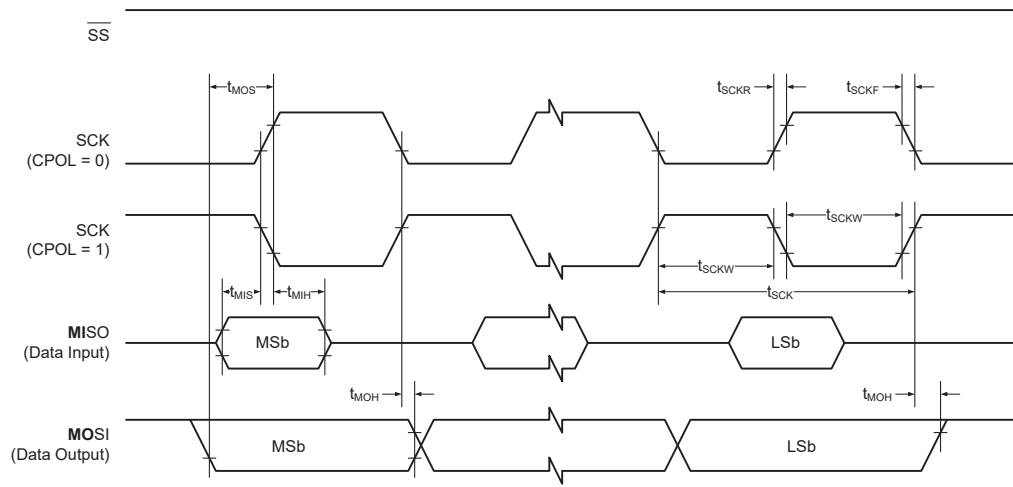 SS
tMOS
tSCKR
tSCKF
SCK
(CPOL = 0)
SCK
(CPOL = 1)
tSCKW
tSCKW
tSCK
tMIS
tMIH
MISO
(Data Input)
MSb
LSb
tMOH
tMOH
MOSI
(Data Output)
MSb
LSb